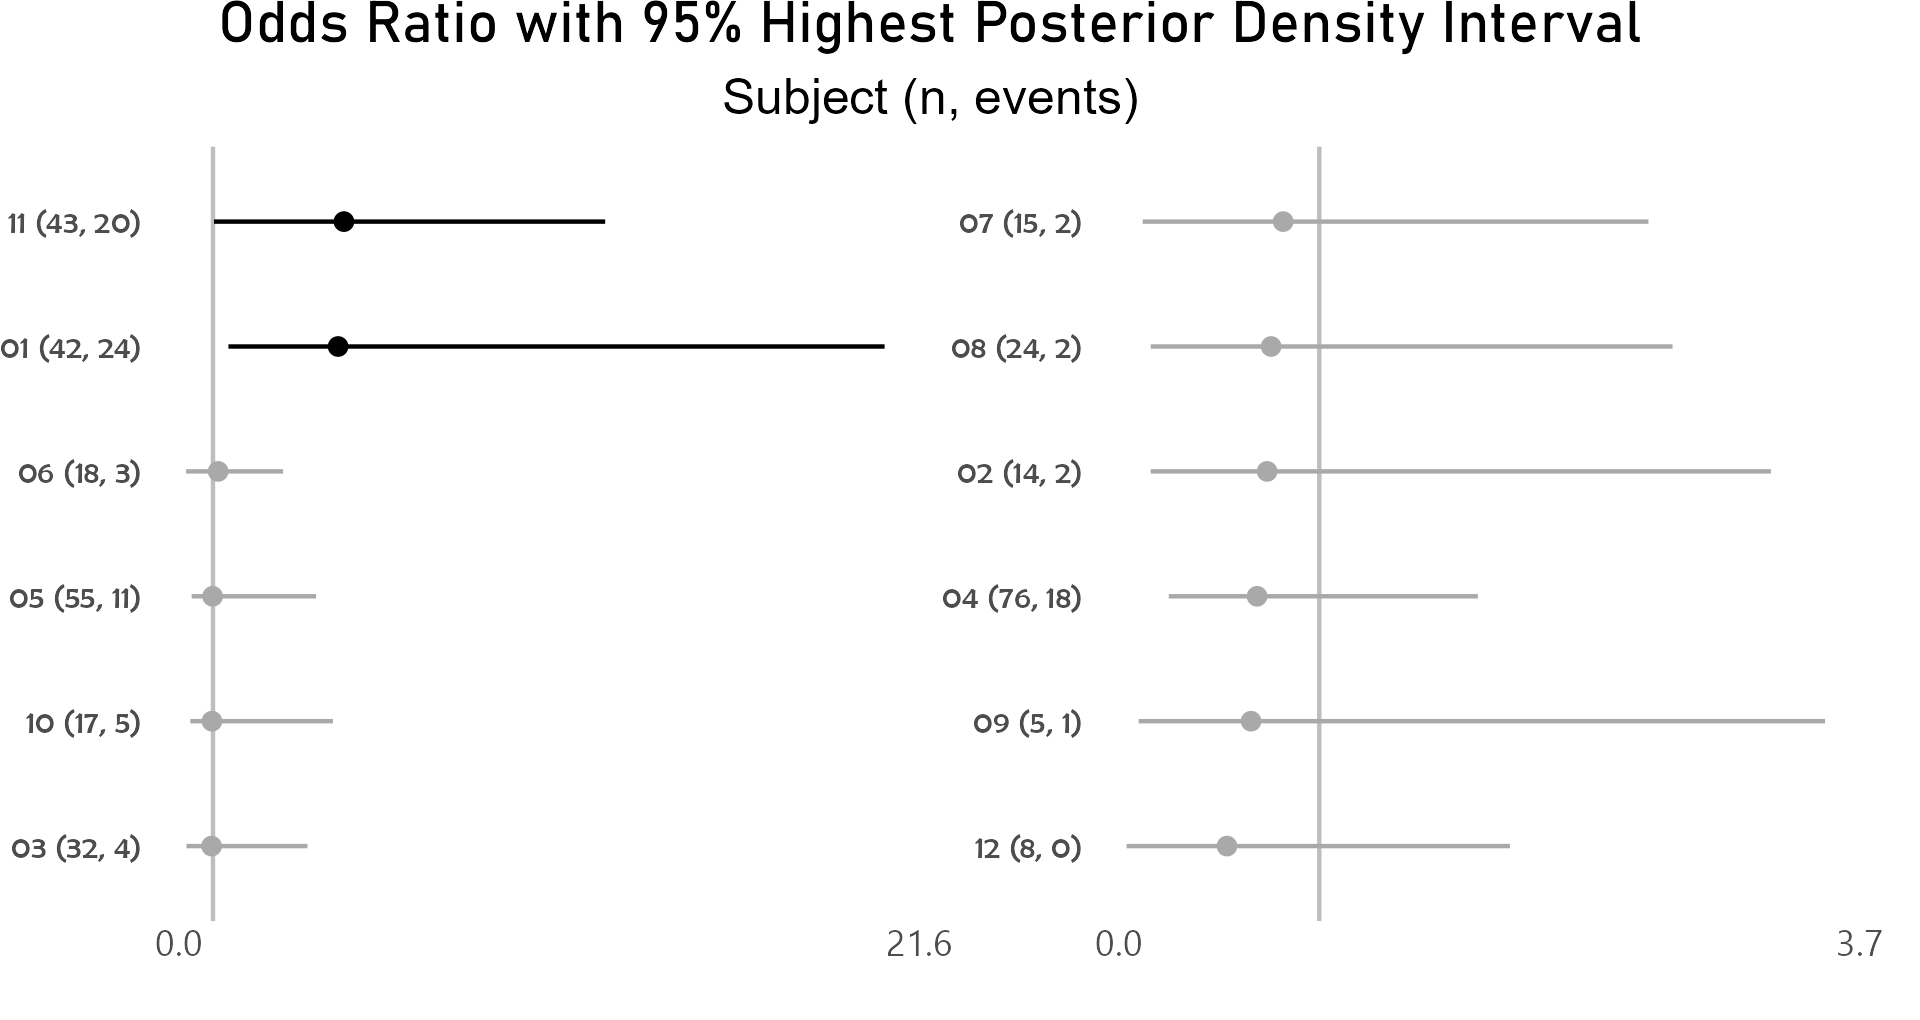 Odds Ratio with 95% Highest Posterior Density Interval
Subject (n, events)
11 (43, 20)
01 (42, 24)
06 (18, 3)
05 (55, 11)
10 (17, 5)
03 (32, 4)
0.0
21.6
07 (15, 2)
08 (24, 2)
02 (14, 2)
04 (76, 18)
09 (5, 1)
12 (8, 0)
0.0
3.7